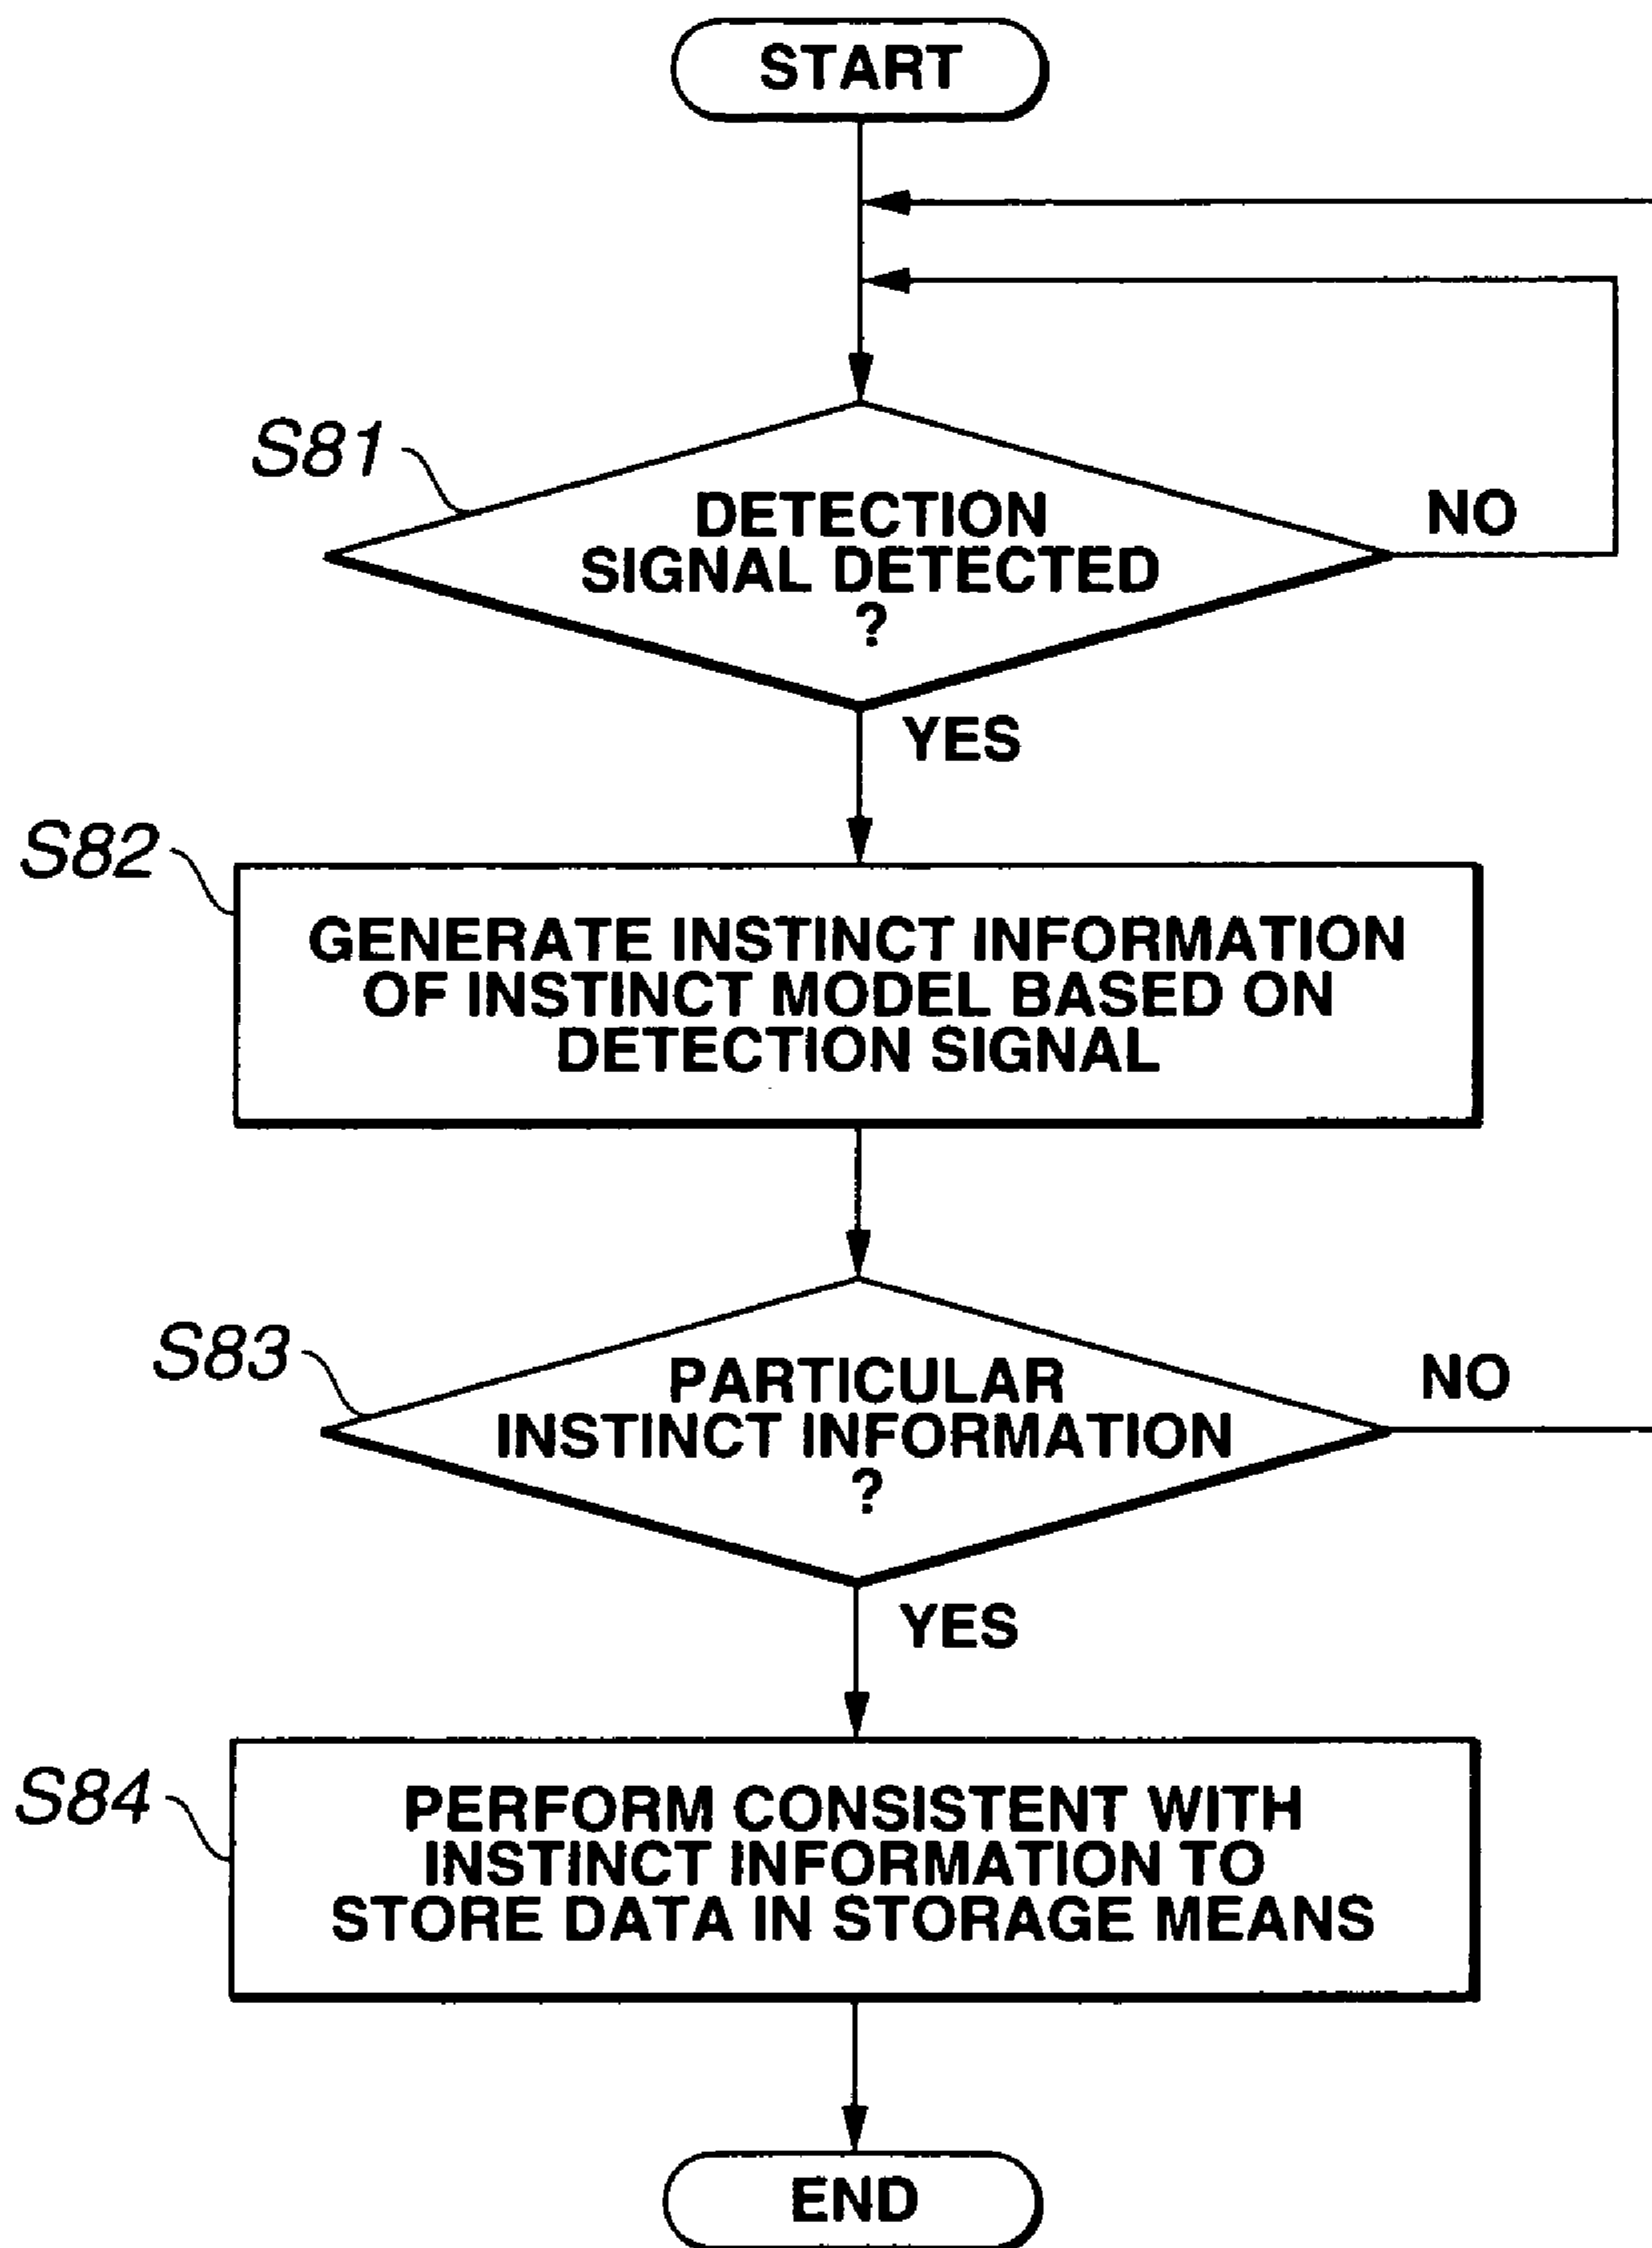 START
S81
DETECTION
SIGNAL DETECTED
?
NO
YES
S82
GENERATE INSTINCT INFORMATION
OF INSTINCT MODEL BASED ON
DETECTION SIGNAL
S83
PARTICULAR
INSTINCT INFORMATION
?
NO
YES
S84
PERFORM CONSISTENT WITH
INSTINCT INFORMATION TO
STORE DATA IN STORAGE MEANS
END